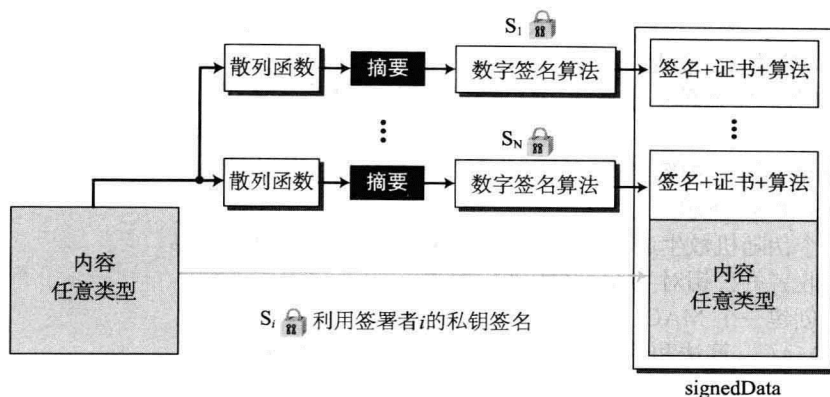 S₁
散列函数
摘要
数字签名算法
签名+证书+算法
S_N
散列函数
摘要
数字签名算法
签名+证书+算法
内容
任意类型
内容
任意类型
S_i 利用签署者i的私钥签名
signedData